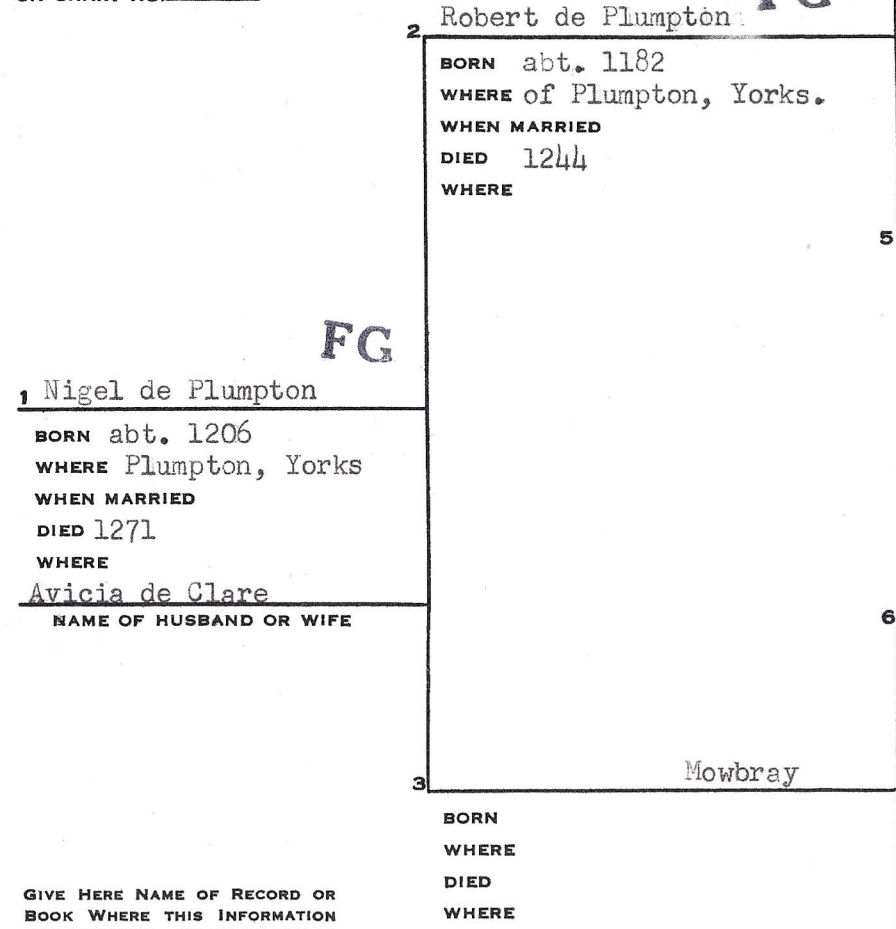 2 Robert de Plumpton
BORN abt. 1182
WHERE of Plumpton, Yorks.
WHEN MARRIED
DIED 1244
WHERE
5
FG
1 Nigel de Plumpton
BORN abt. 1206
WHERE Plumpton, Yorks
WHEN MARRIED
DIED 1271
WHERE
Avicia de Clare
NAME OF HUSBAND OR WIFE
6
3 Mowbray
BORN
WHERE
DIED
WHERE
GIVE HERE NAME OF RECORD OR
BOOK WHERE THIS INFORMATION